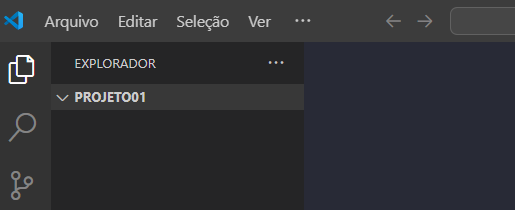 Arquivo Editar Seleção Ver ···
EXPLORADOR ···
PROJETO01